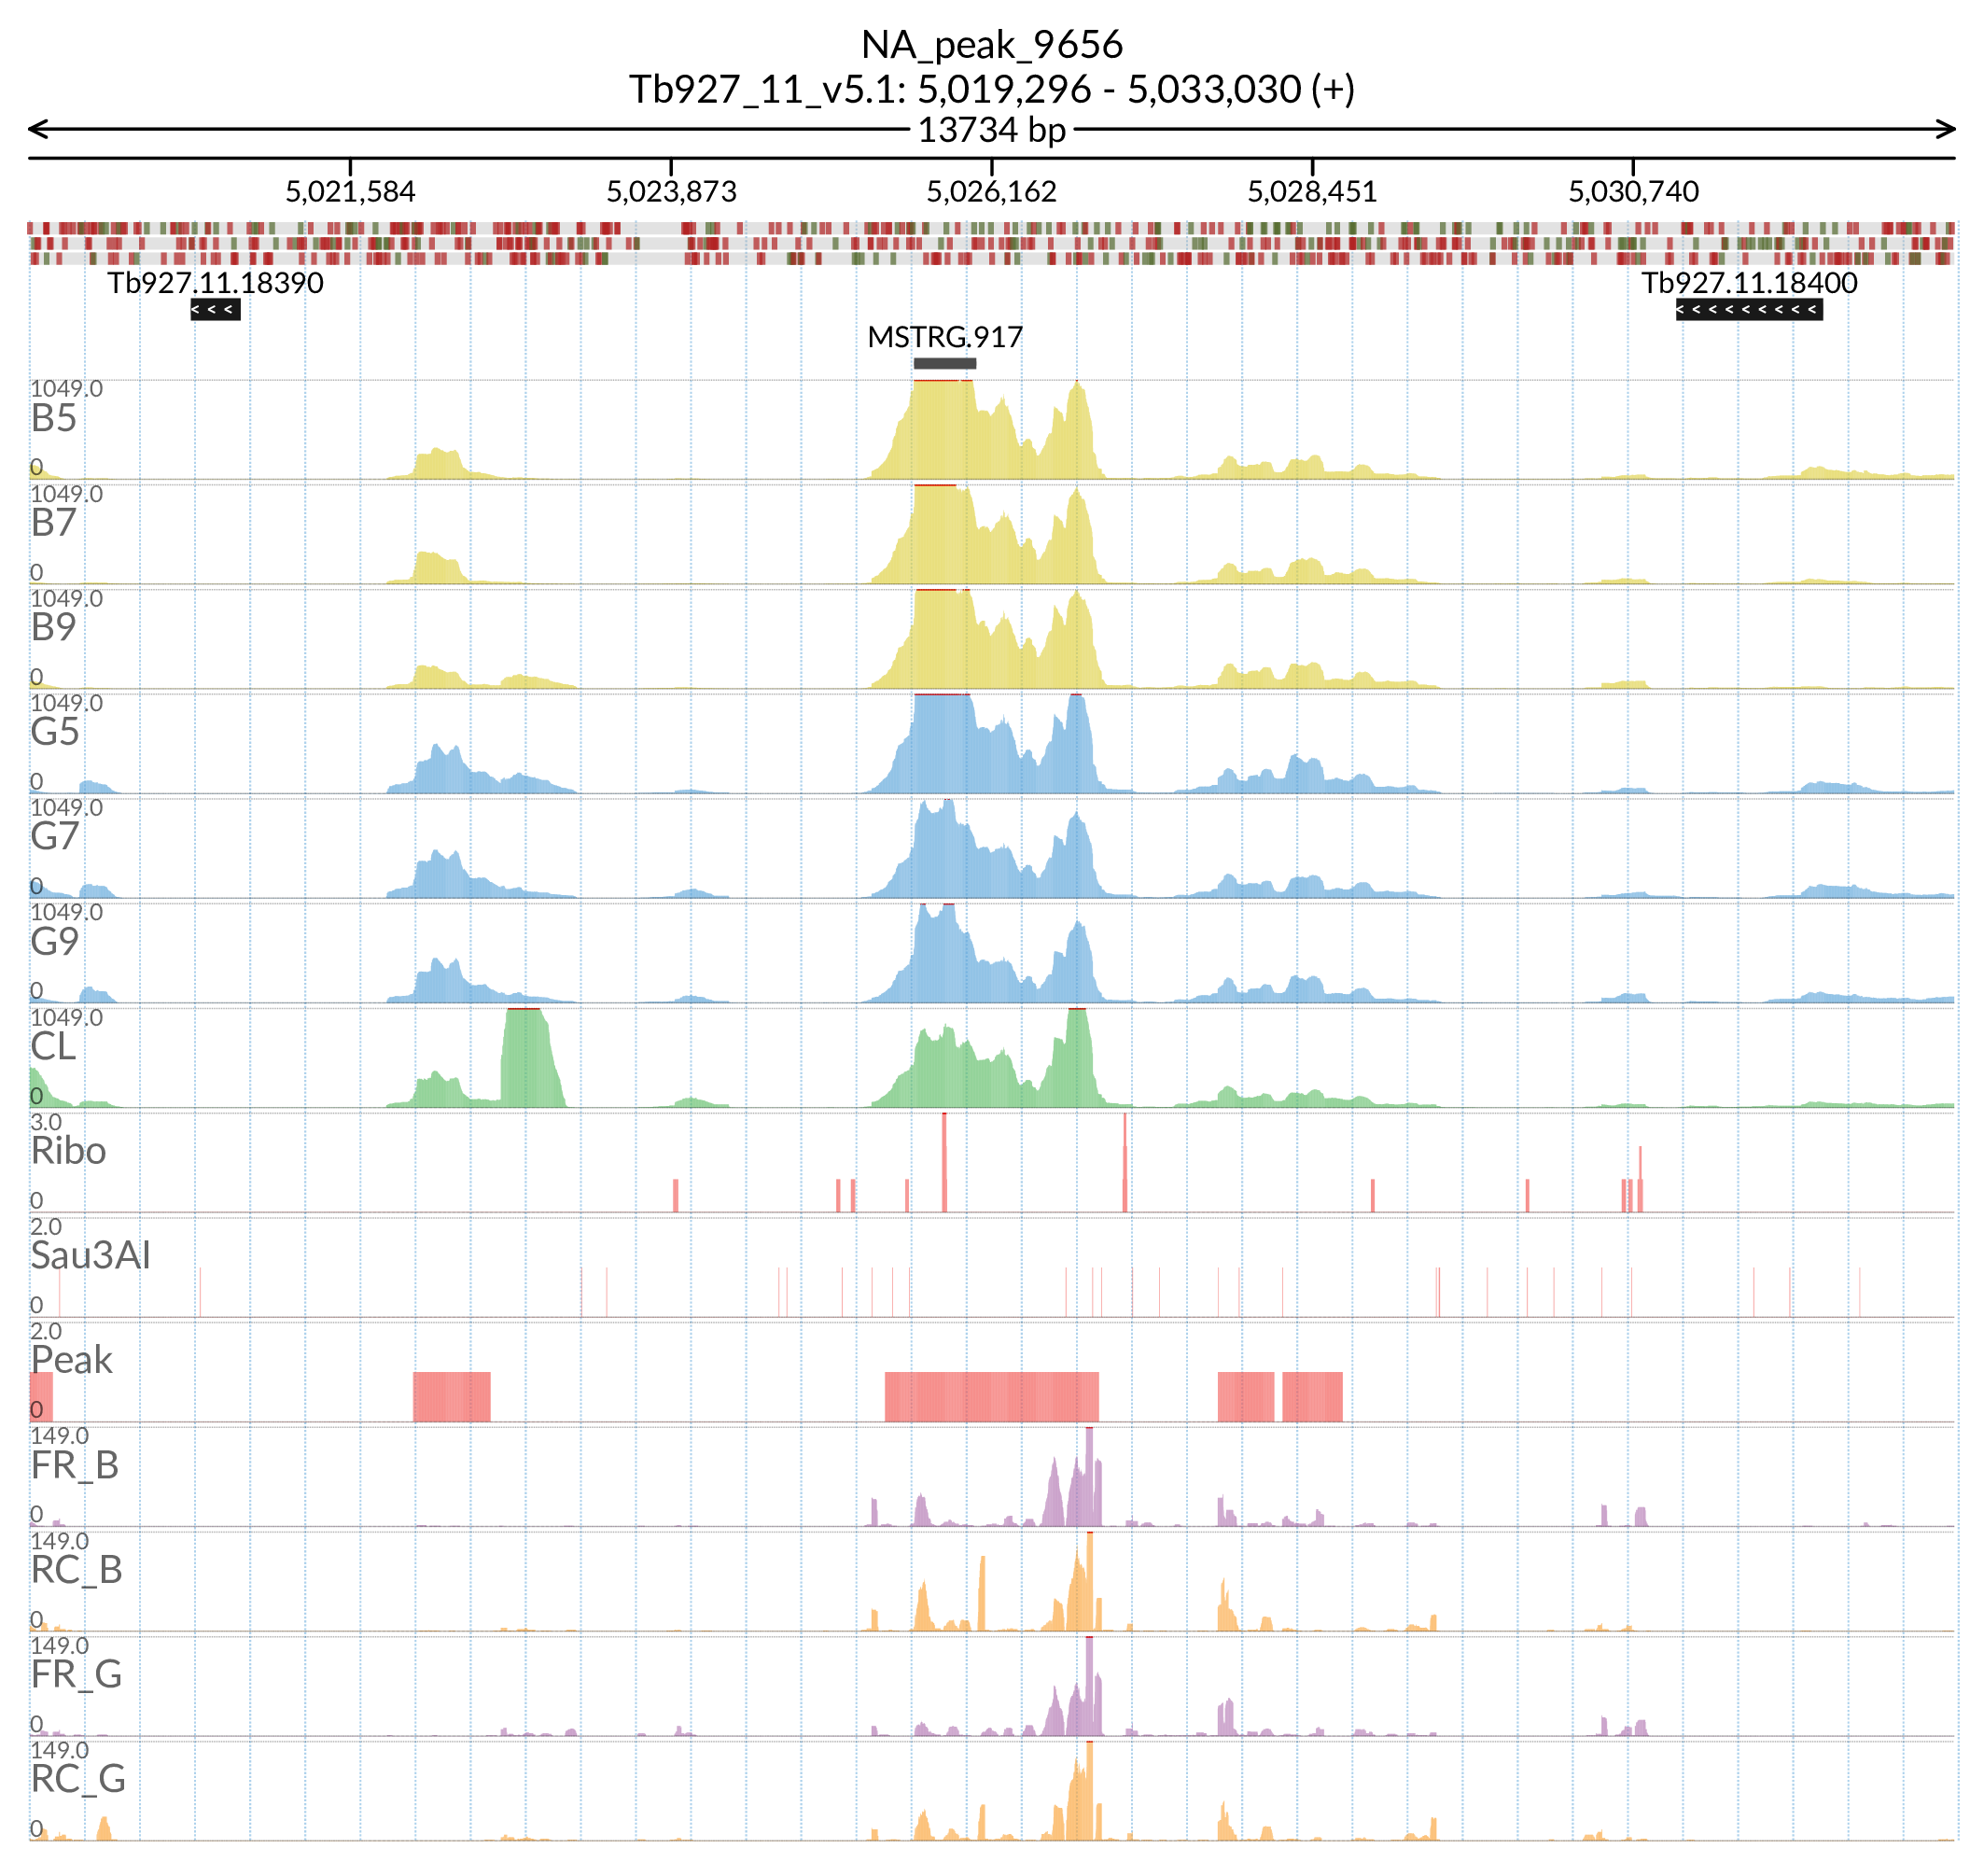 NA_peak_9656
Tb927_11_v5.1: 5,019,296 - 5,033,030 (+)
13734 bp
5,021,584 5,023,873 5,026,162 5,028,451 5,030,740
Tb927.11.18390 Tb927.11.18400
< < < < < < < < < < < <
MSTRG.917
1049.0
B5
0
1049.0
B7
0
1049.0
B9
0
1049.0
G5
0
1049.0
G7
0
1049.0
G9
0
1049.0
CL
0
3.0
Ribo
0
2.0
Sau3AI
0
2.0
Peak
0
149.0
FR_B
0
149.0
RC_B
0
149.0
FR_G
0
149.0
RC_G
0